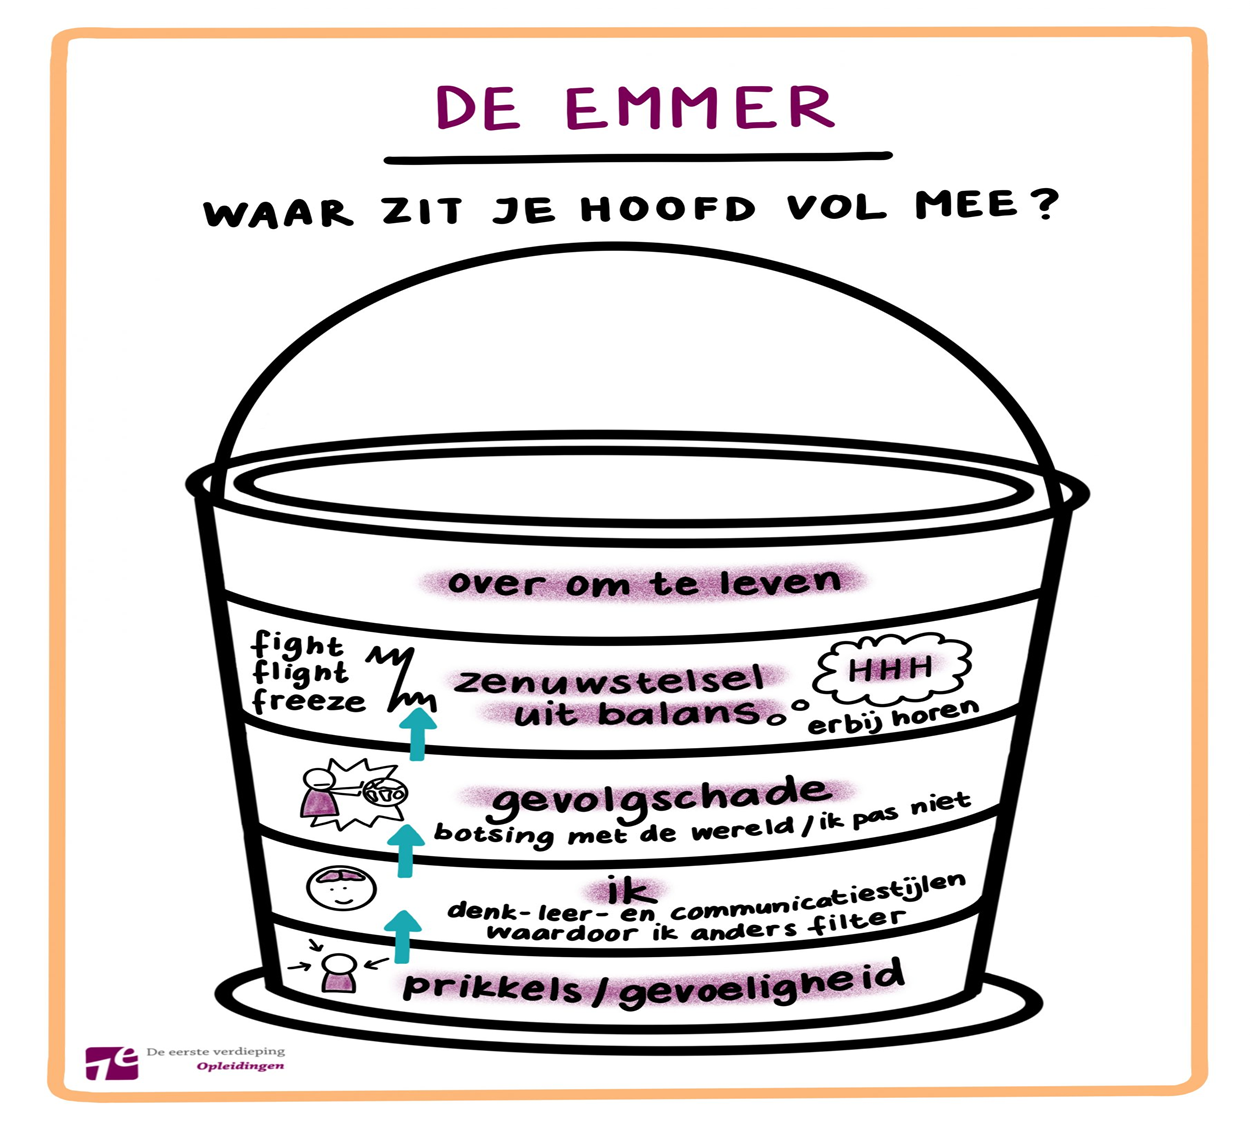 DE EMMER
WAAR ZIT JE HOOFD VOL MEE?
over om te leven
fight
flight
freeze
zenuwstelsel
uit balans
HHH
erbij horen
gevolgschade
botsing met de wereld/ik pas niet
ik
denk-leer-en communicatiestijlen
waardoor ik anders filter
prikkels/gevoeligheid
7e De eerste verdieping
Opleidingen